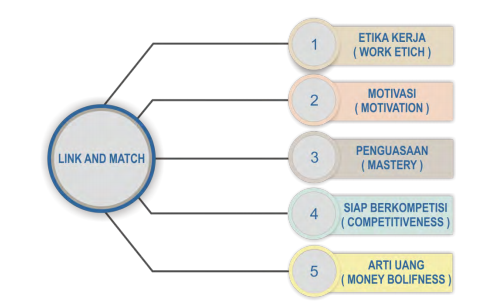 LINK AND MATCH
1
ETIKA KERJA
( WORK ETICH )
2
MOTIVASI
( MOTIVATION )
3
PENGUASAAN
( MASTERY )
4
SIAP BERKOMPETISI
( COMPETITIVENESS )
5
ARTI UANG
( MONEY BOLIFNESS )